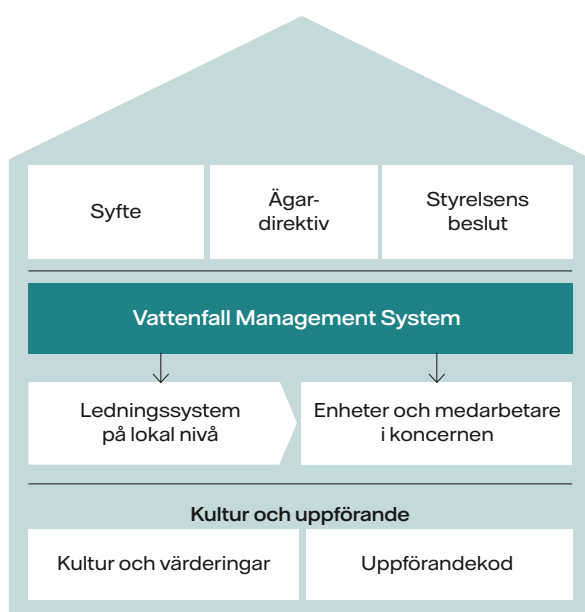 Syfte
Ägar-
direktiv
Styrelsens
beslut
Vattenfall Management System
Ledningssystem
på lokal nivå
Enheter och medarbetare
i koncernen
Kultur och uppförande
Kultur och värderingar
Uppförandekod